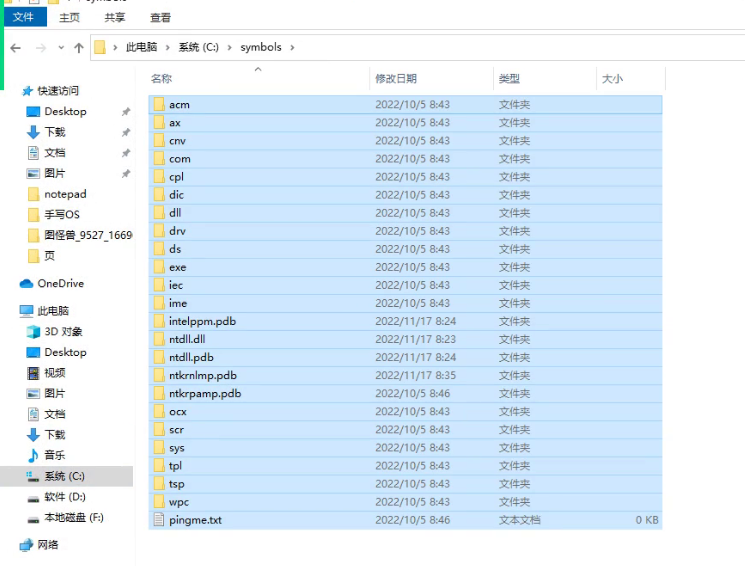 symbols
文件 主页 共享 查看
此电脑 系统 (C:) symbols
名称 修改日期 类型 大小
快速访问
Desktop
下载
文档
图片
notepad
手写OS
图怪兽_9527_1669
页
OneDrive
此电脑
3D 对象
Desktop
视频
图片
文档
下载
音乐
系统 (C:)
软件 (D:)
本地磁盘 (F:)
网络
acm 2022/10/5 8:43 文件夹
ax 2022/10/5 8:43 文件夹
cnv 2022/10/5 8:43 文件夹
com 2022/10/5 8:43 文件夹
cpl 2022/10/5 8:43 文件夹
dic 2022/10/5 8:43 文件夹
dll 2022/10/5 8:43 文件夹
drv 2022/10/5 8:43 文件夹
ds 2022/10/5 8:43 文件夹
exe 2022/10/5 8:43 文件夹
iec 2022/10/5 8:43 文件夹
ime 2022/10/5 8:43 文件夹
intelppm.pdb 2022/11/17 8:24 文件夹
ntdll.dll 2022/11/17 8:23 文件夹
ntdll.pdb 2022/11/17 8:24 文件夹
ntkrnlmp.pdb 2022/11/17 8:35 文件夹
ntkrpamp.pdb 2022/10/5 8:46 文件夹
ocx 2022/10/5 8:43 文件夹
scr 2022/10/5 8:43 文件夹
sys 2022/10/5 8:43 文件夹
tpl 2022/10/5 8:43 文件夹
tsp 2022/10/5 8:43 文件夹
wpc 2022/10/5 8:43 文件夹
pingme.txt 2022/10/5 8:46 文本文档 0 KB